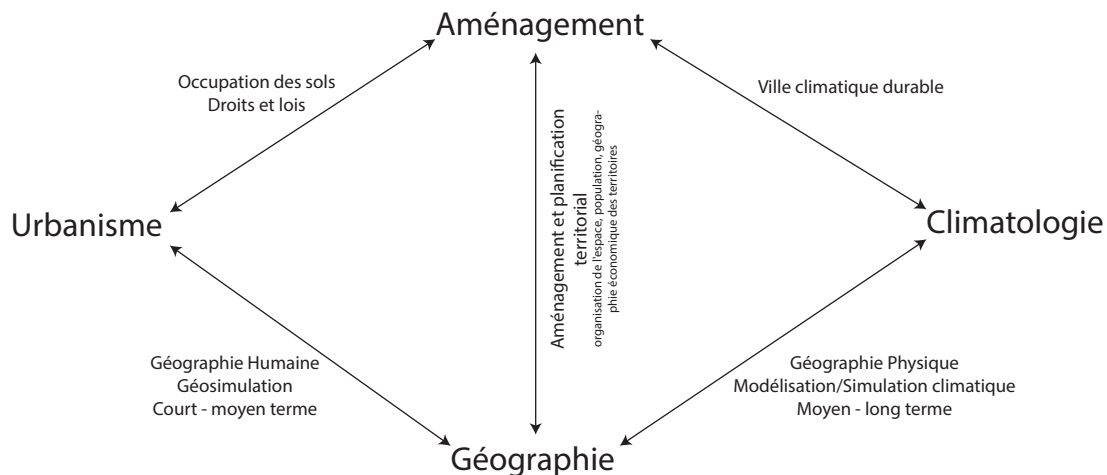 Aménagement
Occupation des sols
Droits et lois
Ville climatique durable
Aménagement et planification
territorial
organisation de l'espace, population, géogra-
phie économique des territoires
Urbanisme
Climatologie
Géographie Humaine
Géosimulation
Court - moyen terme
Géographie Physique
Modélisation/Simulation climatique
Moyen - long terme
Géographie